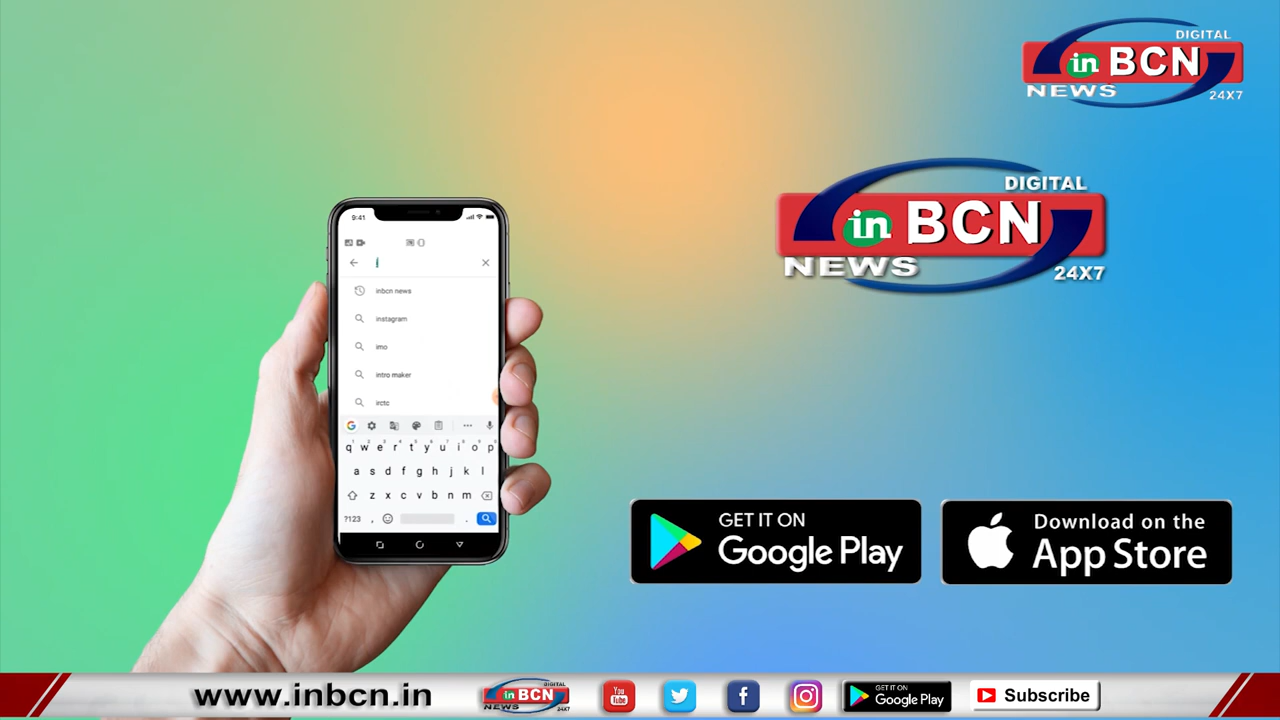 DIGITAL
in BCN
NEWS
24X7
DIGITAL
in BCN
NEWS
24X7
9:41
i
inbcn news
instagram
imo
intro maker
irctc
q w e r t y u i o p
a s d f g h j k l
z x c v b n m
?123 , .
GET IT ON
Google Play
Download on the
App Store
www.inbcn.in
DIGITAL
in BCN
NEWS
24X7
You
Tube
GET IT ON
Google Play
Subscribe